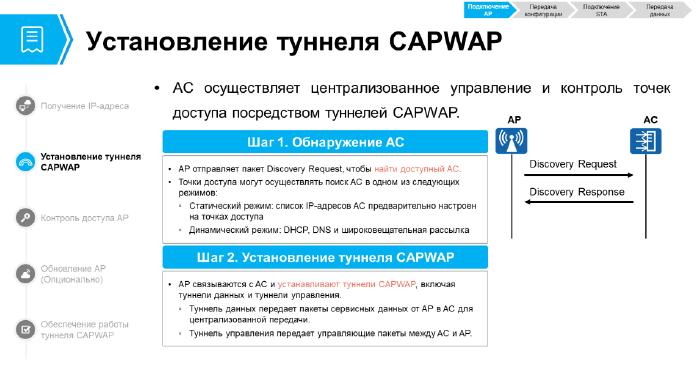 Подключение AP
Передача конфигурации
Подключение STA
Передача данных
Установление туннеля CAPWAP
• AC осуществляет централизованное управление и контроль точек
доступа посредством туннелей CAPWAP.
Получение IP-адреса
Установление туннеля
CAPWAP
Контроль доступа AP
Обновление AP
(Опционально)
Обеспечение работы
туннеля CAPWAP
Шаг 1. Обнаружение AC
• AP отправляет пакет Discovery Request, чтобы найти доступный AC.
• Точки доступа могут осуществлять поиск AC в одном из следующих
режимов:
▫ Статический режим: список IP-адресов AC предварительно настроен
на точках доступа
▫ Динамический режим: DHCP, DNS и широковещательная рассылка
Шаг 2. Установление туннеля CAPWAP
• AP связываются с AC и устанавливают туннели CAPWAP, включая
туннели данных и туннели управления.
▫ Туннель данных передает пакеты сервисных данных от AP в AC для
централизованной передачи.
▫ Туннель управления передает управляющие пакеты между AC и AP.
AP
AC
Discovery Request
Discovery Response